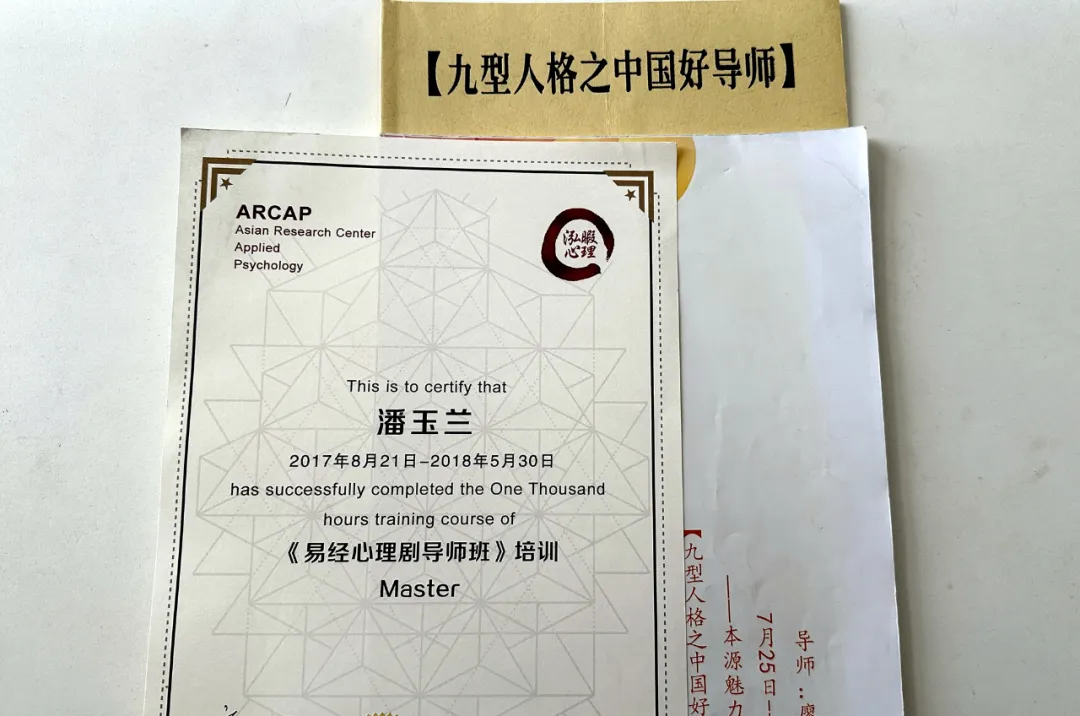 【九型人格之中国好导师】
ARCAP
Asian Research Center
Applied
Psychology
泓暇
心理
This is to certify that
潘玉兰
2017年8月21日-2018年5月30日
has successfully completed the One Thousand
hours training course of
《易经心理剧导师班》培训
Master
【九型人格之中国好
——本源魅力
7月25日-
导师：廖